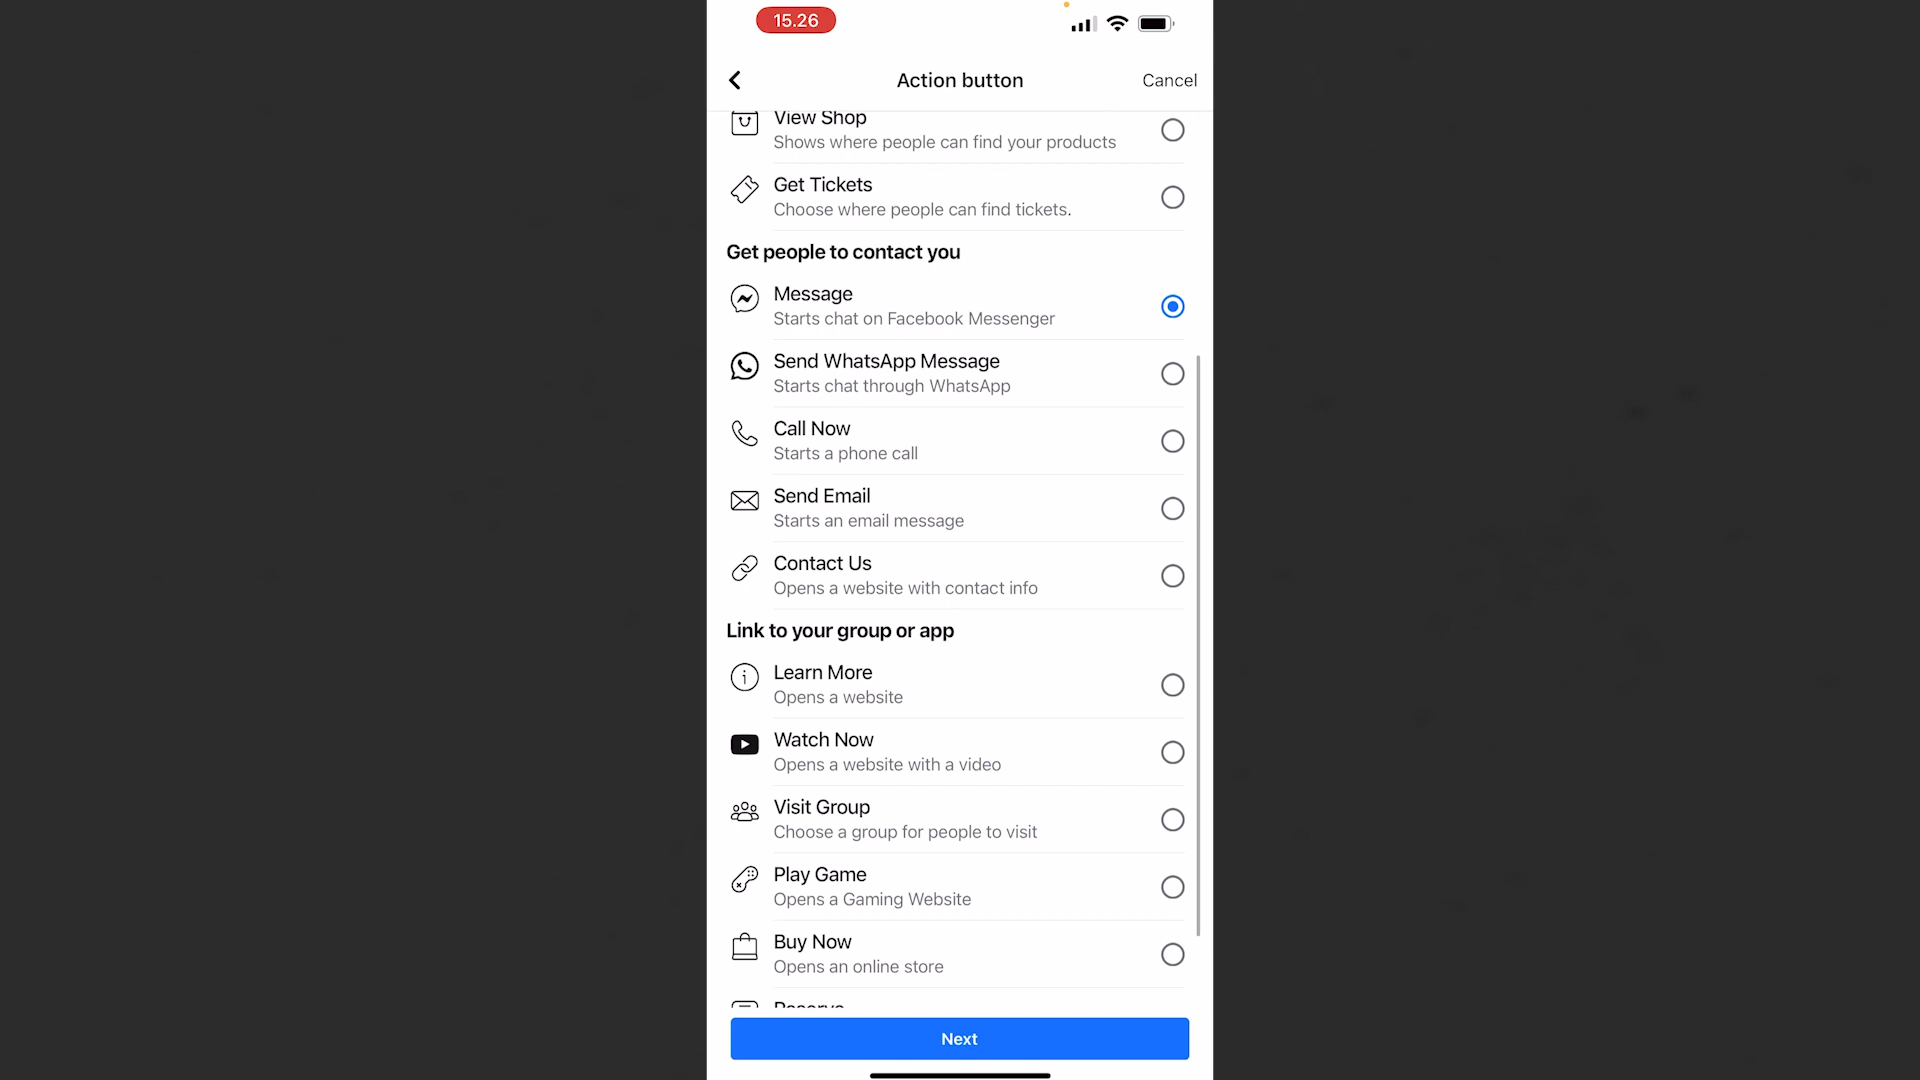 15.26
Action button
Cancel
View Shop
Shows where people can find your products
Get Tickets
Choose where people can find tickets.
Get people to contact you
Message
Starts chat on Facebook Messenger
Send WhatsApp Message
Starts chat through WhatsApp
Call Now
Starts a phone call
Send Email
Starts an email message
Contact Us
Opens a website with contact info
Link to your group or app
Learn More
Opens a website
Watch Now
Opens a website with a video
Visit Group
Choose a group for people to visit
Play Game
Opens a Gaming Website
Buy Now
Opens an online store
Reserve
Next